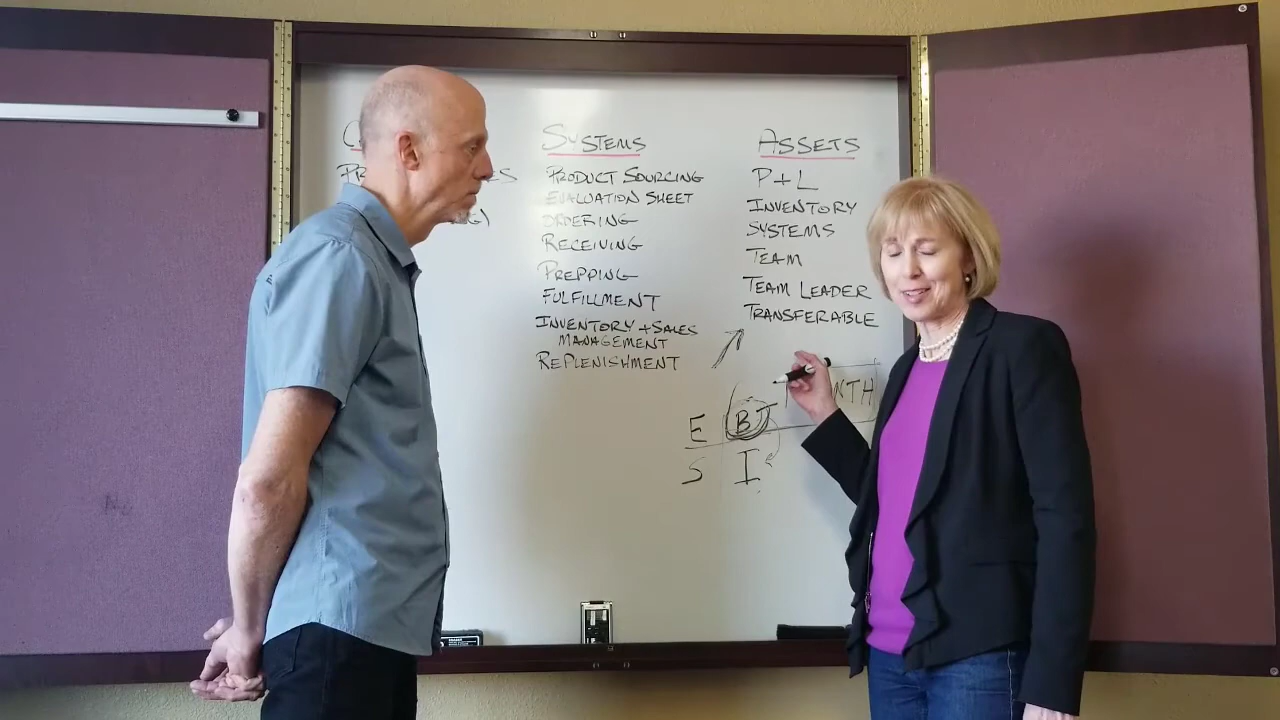 SYSTEMS
PRODUCT SOURCING
EVALUATION SHEET
ORDERING
RECEIVING
PREPPING
FULFILLMENT
INVENTORY + SALES
MANAGEMENT
REPLENISHMENT
ASSETS
P+L
INVENTORY
SYSTEMS
TEAM
TEAM LEADER
TRANSFERABLE
E B
S I